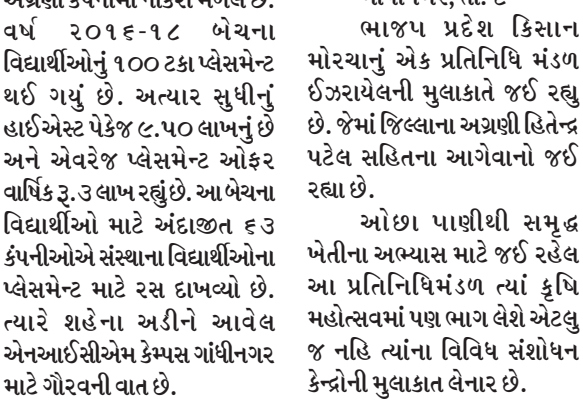 વર્ષ ૨૦૧૬-૧૮ બેચના
વિદ્યાર્થીઓનું ૧૦૦ ટકા પ્લેસમેન્ટ
થઈ ગયું છે. અત્યાર સુધીનું
હાઈએસ્ટ પેકેજ ૯.૫૦ લાખનું છે
અને એવરેજ પ્લેસમેન્ટ ઓફર
વાર્ષિક રૂ.૩ લાખ રહ્યું છે. આ બેચના
વિદ્યાર્થીઓ માટે અંદાજીત ૬૩
કંપનીઓએ સંસ્થાના વિદ્યાર્થીઓના
પ્લેસમેન્ટ માટે રસ દાખવ્યો છે.
ત્યારે શહેના અડીને આવેલ
એનઆઈસીએમ કેમ્પસ ગાંધીનગર
માટે ગૌરવની વાત છે.
ભાજપ પ્રદેશ કિસાન
મોરચાનું એક પ્રતિનિધિ મંડળ
ઈઝરાયેલની મુલાકાતે જઈ રહ્યુ
છે. જેમાં જિલ્લાના અગ્રણી હિતેન્દ્ર
પટેલ સહિતના આગેવાનો જઈ
રહ્યા છે.
ઓછા પાણીથી સમૃદ્ધ
ખેતીના અભ્યાસ માટે જઈ રહેલ
આ પ્રતિનિધિમંડળ ત્યાં કૃષિ
મહોત્સવમાં પણ ભાગ લેશે એટલુ
જ નહિ ત્યાંના વિવિધ સંશોધન
કેન્દ્રોની મુલાકાત લેનાર છે.